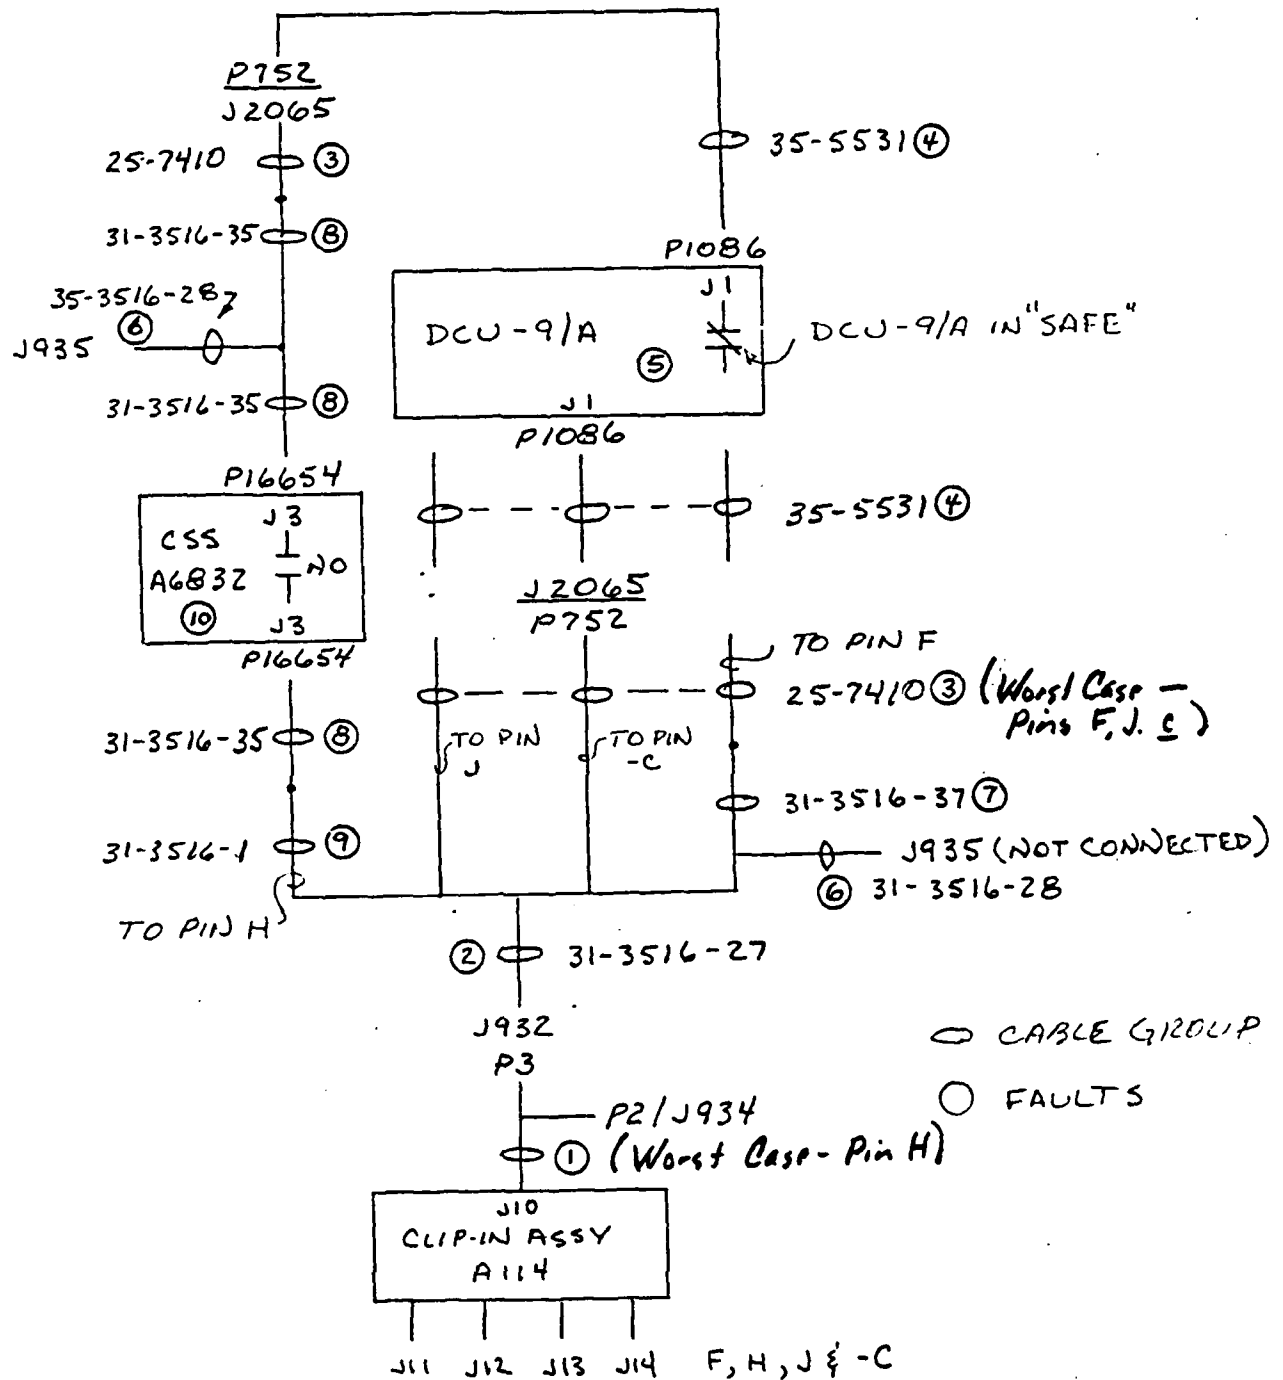 P752
J2065
25-7410 3
35-5531 4
31-3516-35 8
P1086
35-3516-28
6
J935
J1
DCU-9/A
5
DCU-9/A IN "SAFE"
31-3516-35 8
J1
P1086
P16654
J3
CSS
A6832
NO
10
J3
P16654
35-5531 4
J2065
P752
TO PIN F
25-7410 3 (Worst Case -
Pins F, J. c)
31-3516-35 8
TO PIN
J
TO PIN
-C
31-3516-37 7
31-3516-1 9
J935 (NOT CONNECTED)
6 31-3516-28
TO PIN H
2 31-3516-27
J932
P3
CABLE GROUP
FAULTS
P2/J934
1 (Worst Case - Pin H)
J10
CLIP-IN ASSY
A114
J11 J12 J13 J14 F, H, J & -C